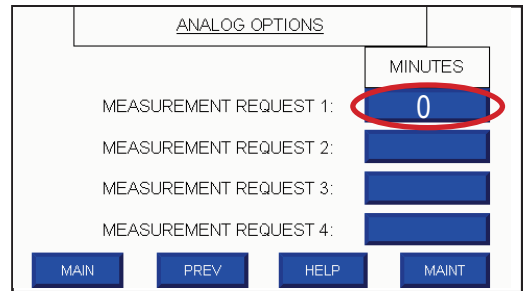 ANALOG OPTIONS
MINUTES
MEASUREMENT REQUEST 1: 0
MEASUREMENT REQUEST 2:
MEASUREMENT REQUEST 3:
MEASUREMENT REQUEST 4:
MAIN PREV HELP MAINT